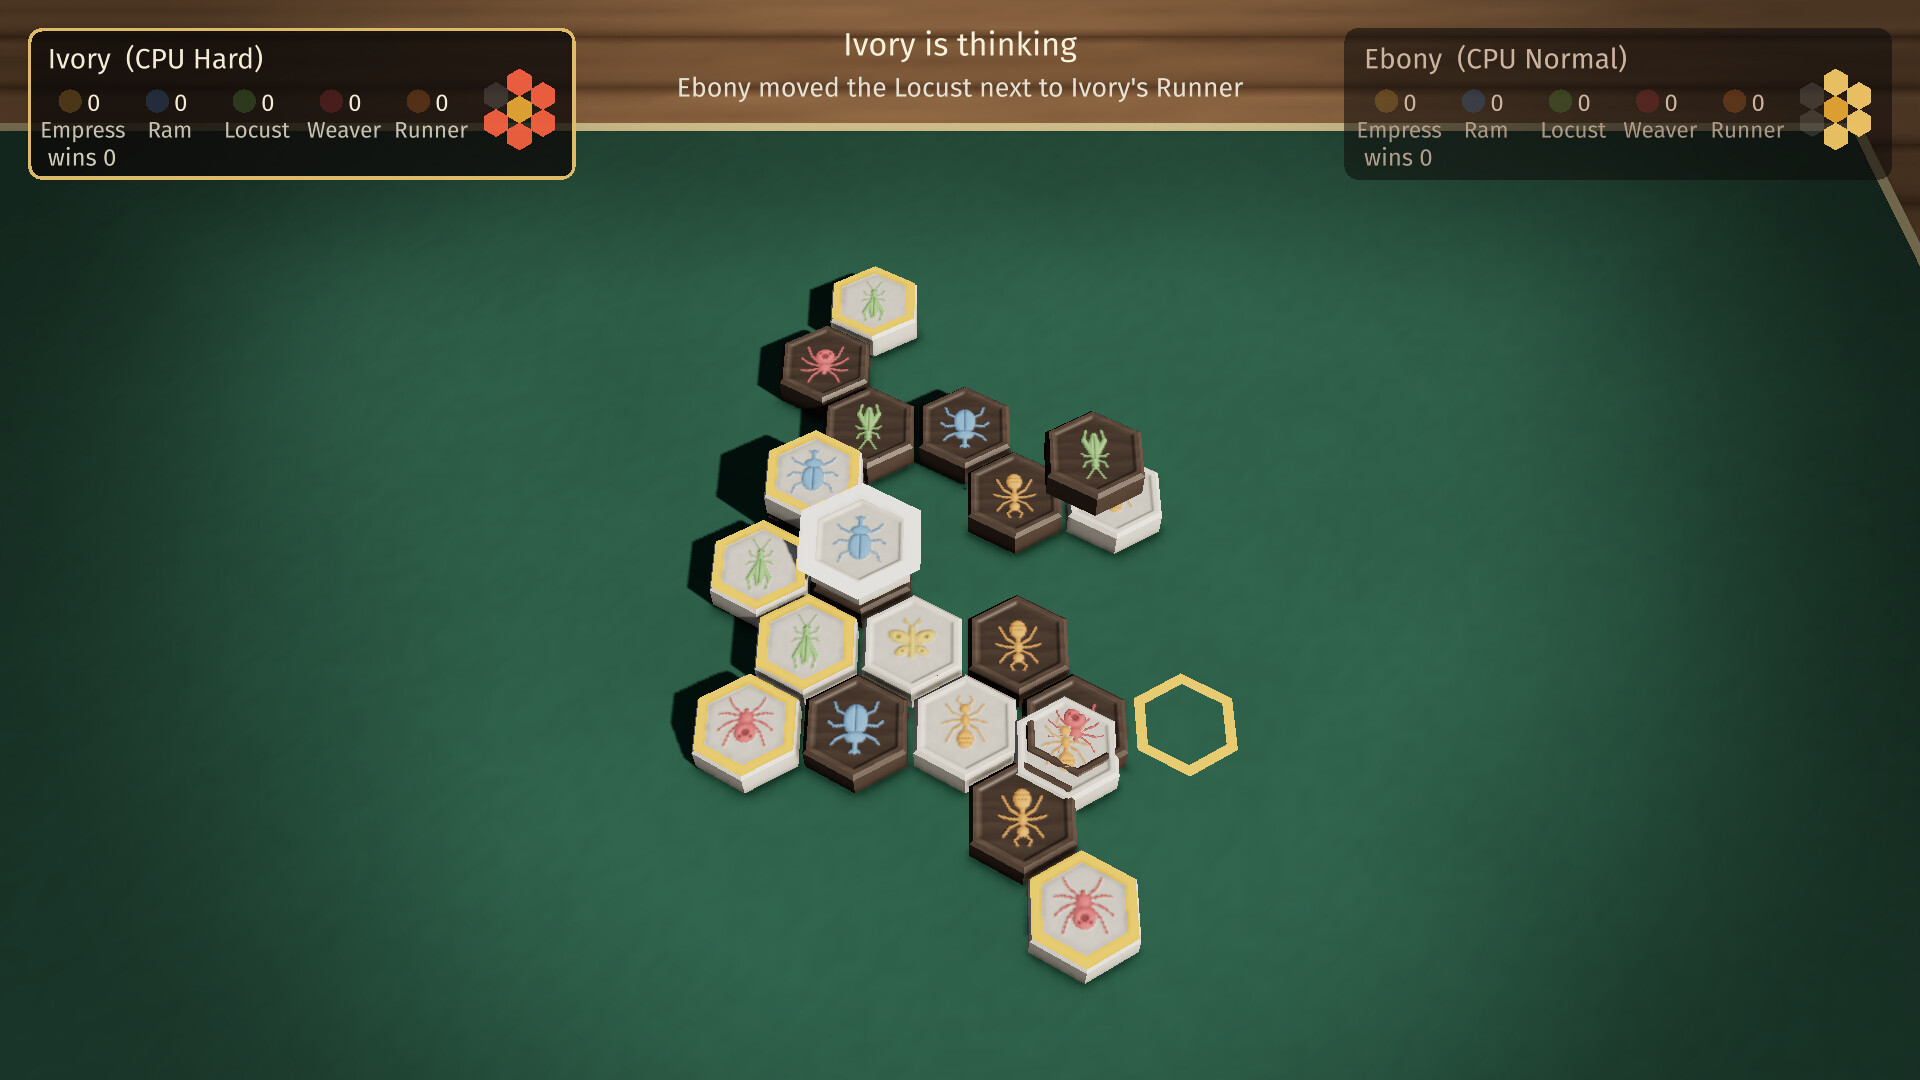 Ivory (CPU Hard)
0 0 0 0 0
Empress Ram Locust Weaver Runner
wins 0
Ivory is thinking
Ebony moved the Locust next to Ivory's Runner
Ebony (CPU Normal)
0 0 0 0 0
Empress Ram Locust Weaver Runner
wins 0